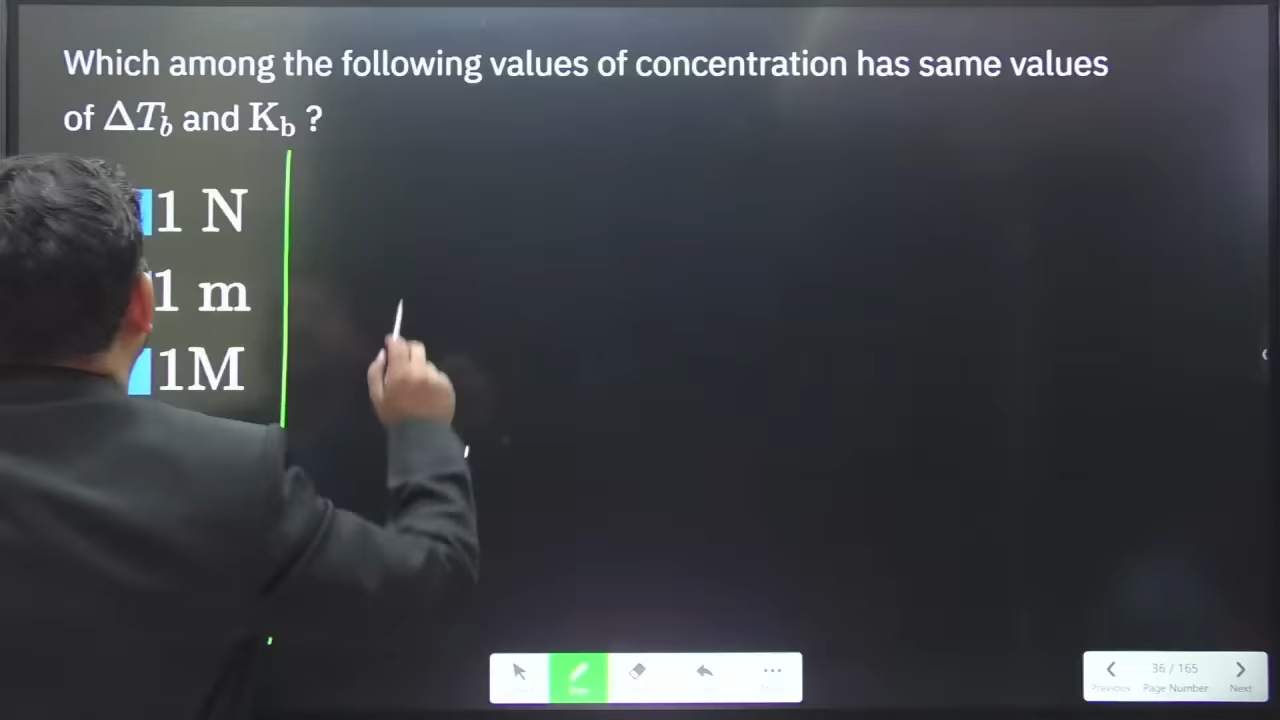 Which among the following values of concentration has same values
of ΔT_b and K_b ?
1 N
1 m
1M
36 / 165
Previous Page Number Next